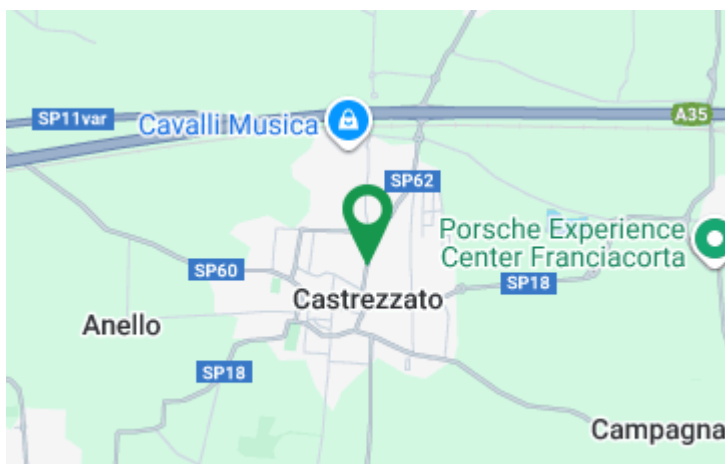 SP11var
A35
Cavalli Musica
SP62
Porsche Experience
Center Franciacorta
SP60
SP18
Castrezzato
Anello
SP18
Campagna